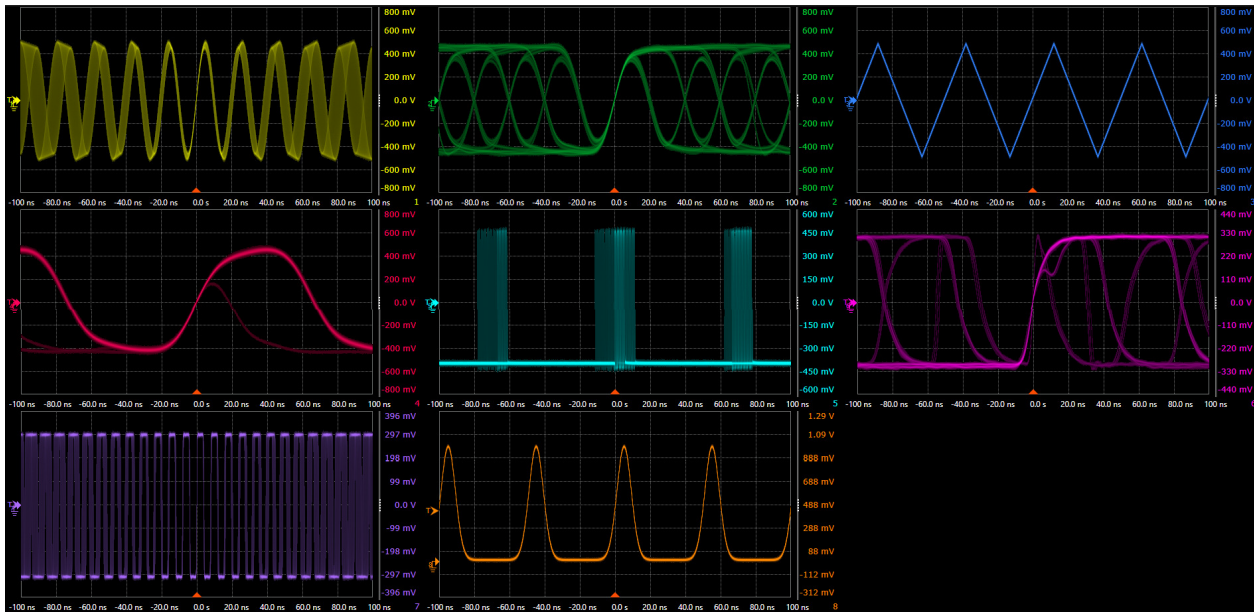 800 mV
600 mV
400 mV
200 mV
0.0 V
-200 mV
-400 mV
-600 mV
-800 mV
-100 ns -80.0 ns -60.0 ns -40.0 ns -20.0 ns 0.0 s 20.0 ns 40.0 ns 60.0 ns 80.0 ns 100 ns
1
800 mV
600 mV
400 mV
200 mV
0.0 V
-200 mV
-400 mV
-600 mV
-800 mV
-100 ns -80.0 ns -60.0 ns -40.0 ns -20.0 ns 0.0 s 20.0 ns 40.0 ns 60.0 ns 80.0 ns 100 ns
2
800 mV
600 mV
400 mV
200 mV
0.0 V
-200 mV
-400 mV
-600 mV
-800 mV
-100 ns -80.0 ns -60.0 ns -40.0 ns -20.0 ns 0.0 s 20.0 ns 40.0 ns 60.0 ns 80.0 ns 100 ns
800 mV
600 mV
400 mV
200 mV
0.0 V
-200 mV
-400 mV
-600 mV
-800 mV
-100 ns -80.0 ns -60.0 ns -40.0 ns -20.0 ns 0.0 s 20.0 ns 40.0 ns 60.0 ns 80.0 ns 100 ns
4
600 mV
450 mV
300 mV
150 mV
0.0 V
-150 mV
-300 mV
-450 mV
-600 mV
-100 ns -80.0 ns -60.0 ns -40.0 ns -20.0 ns 0.0 s 20.0 ns 40.0 ns 60.0 ns 80.0 ns 100 ns
5
440 mV
330 mV
220 mV
110 mV
0.0 V
-110 mV
-220 mV
-330 mV
-440 mV
-100 ns -80.0 ns -60.0 ns -40.0 ns -20.0 ns 0.0 s 20.0 ns 40.0 ns 60.0 ns 80.0 ns 100 ns
396 mV
297 mV
198 mV
99 mV
0.0 V
-99 mV
-198 mV
-297 mV
-396 mV
-100 ns -80.0 ns -60.0 ns -40.0 ns -20.0 ns 0.0 s 20.0 ns 40.0 ns 60.0 ns 80.0 ns 100 ns
7
1.29 V
1.09 V
888 mV
688 mV
488 mV
288 mV
88 mV
-112 mV
-312 mV
-100 ns -80.0 ns -60.0 ns -40.0 ns -20.0 ns 0.0 s 20.0 ns 40.0 ns 60.0 ns 80.0 ns 100 ns
8